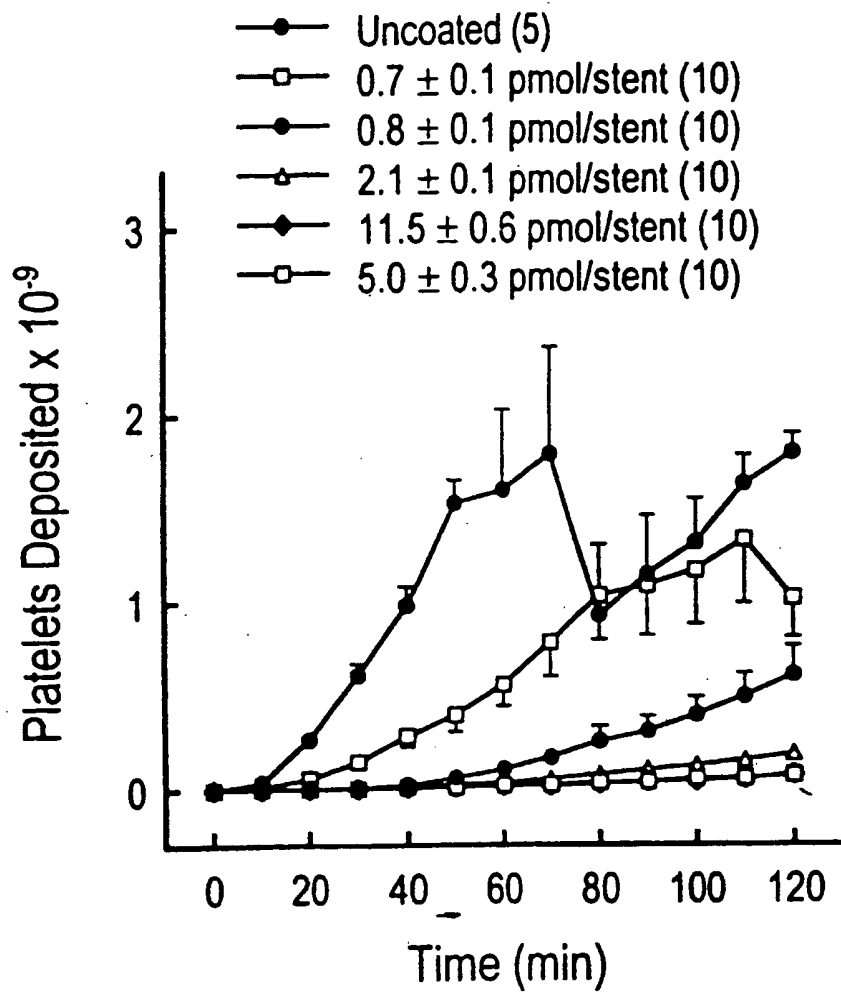 Uncoated (5)
0.7 ± 0.1 pmol/stent (10)
0.8 ± 0.1 pmol/stent (10)
2.1 ± 0.1 pmol/stent (10)
11.5 ± 0.6 pmol/stent (10)
5.0 ± 0.3 pmol/stent (10)
Platelets Deposited x 10⁻⁹
3
2
1
0
0 20 40 60 80 100 120
Time (min)